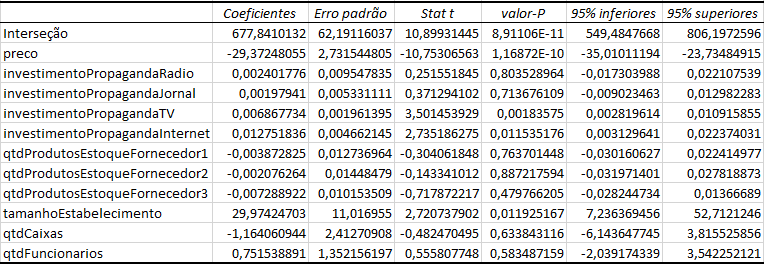 Coeficientes Erro padrão Stat t valor-P 95% inferiores 95% superiores
Interseção 677,8410132 62,19116037 10,89931445 8,91106E-11 549,4847668 806,1972596
preco -29,37248055 2,731544805 -10,75306563 1,16872E-10 -35,01011194 -23,73484915
investimentoPropagandaRadio 0,002401776 0,009547835 0,251551845 0,803528964 -0,017303988 0,022107539
investimentoPropagandaJornal 0,00197941 0,005331111 0,371294102 0,713676109 -0,009023463 0,012982283
investimentoPropagandaTV 0,006867734 0,001961395 3,501453929 0,00183575 0,002819614 0,010915855
investimentoPropagandaInternet 0,012751836 0,004662145 2,735186275 0,011535176 0,003129641 0,022374031
qtdProdutosEstoqueFornecedor1 -0,003872825 0,012736964 -0,304061848 0,763701448 -0,030160627 0,022414977
qtdProdutosEstoqueFornecedor2 -0,002076264 0,01448479 -0,143341012 0,887217594 -0,031971401 0,027818873
qtdProdutosEstoqueFornecedor3 -0,007288922 0,010153509 -0,717872217 0,479766205 -0,028244734 0,01366689
tamanhoEstabelecimento 29,97424703 11,016955 2,720737902 0,011925167 7,236369456 52,7121246
qtdCaixas -1,164060944 2,41270908 -0,482470495 0,633843116 -6,143647745 3,815525856
qtdFuncionarios 0,751538891 1,352156197 0,555807748 0,583487159 -2,039174339 3,542252121